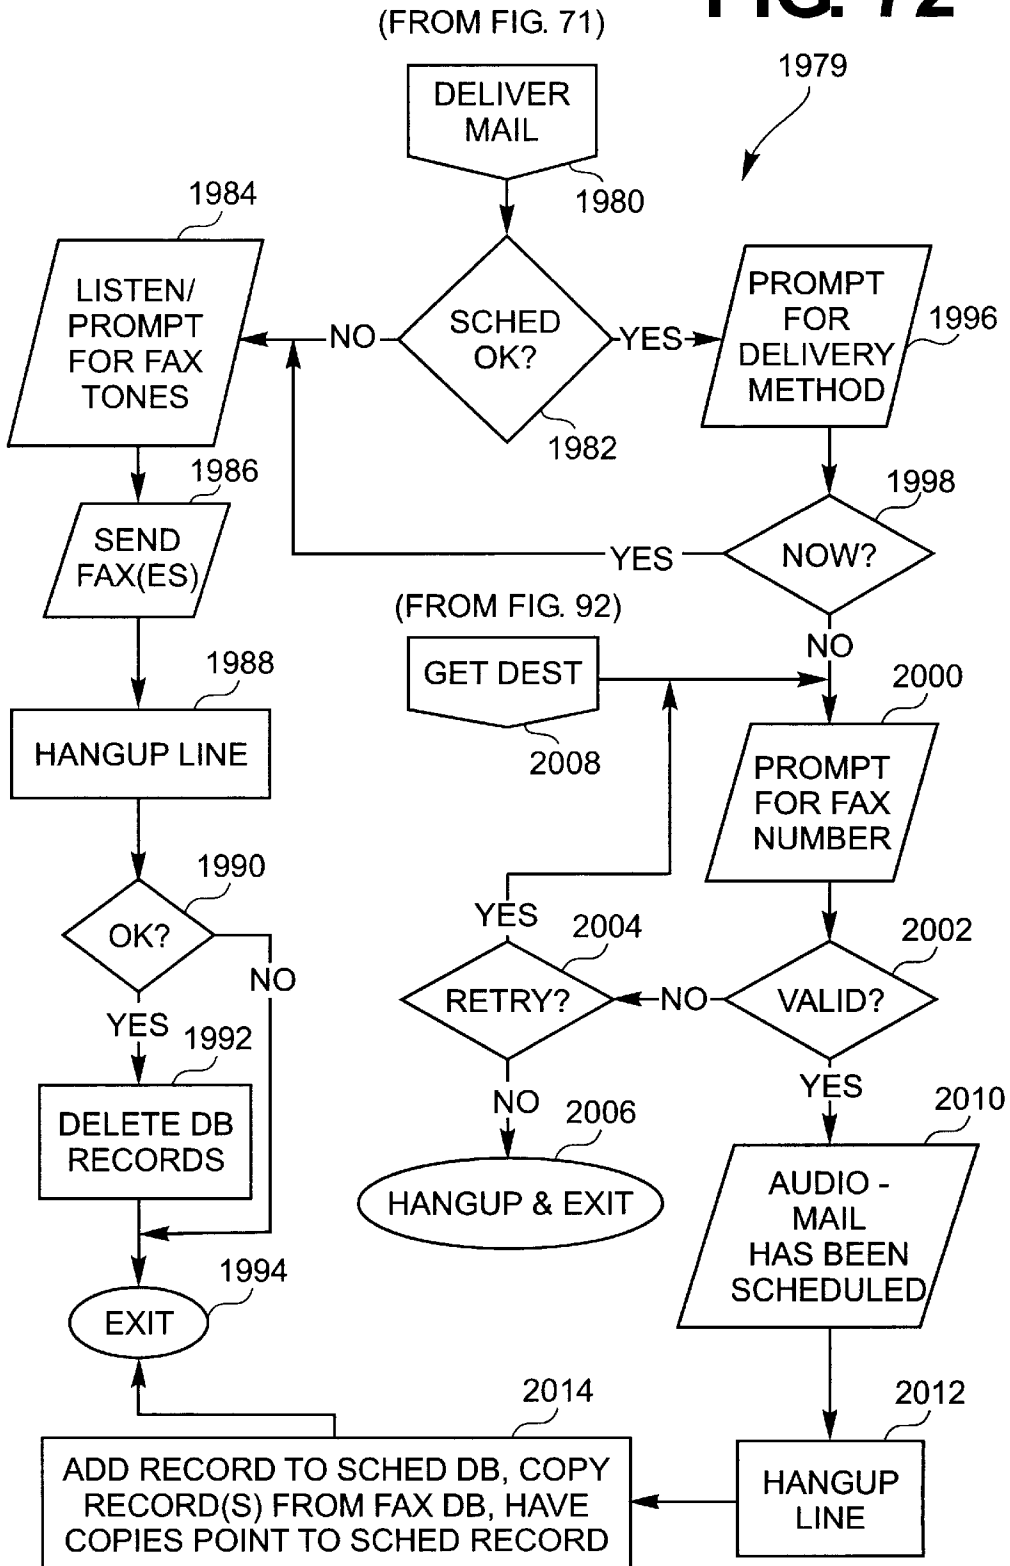 FIG. 72
(FROM FIG. 71)
1979
DELIVER
MAIL
1980
1984
LISTEN/
PROMPT
FOR FAX
TONES
NO
SCHED
OK?
YES
1982
PROMPT
FOR
DELIVERY
METHOD
1996
1986
SEND
FAX(ES)
1998
NOW?
YES
NO
(FROM FIG. 92)
GET DEST
2008
1988
HANGUP LINE
2000
PROMPT
FOR FAX
NUMBER
1990
OK?
NO
YES
YES
2004
RETRY?
NO
2002
VALID?
YES
1992
DELETE DB
RECORDS
NO
2006
HANGUP & EXIT
2010
AUDIO -
MAIL
HAS BEEN
SCHEDULED
1994
EXIT
2014
ADD RECORD TO SCHED DB, COPY
RECORD(S) FROM FAX DB, HAVE
COPIES POINT TO SCHED RECORD
2012
HANGUP
LINE